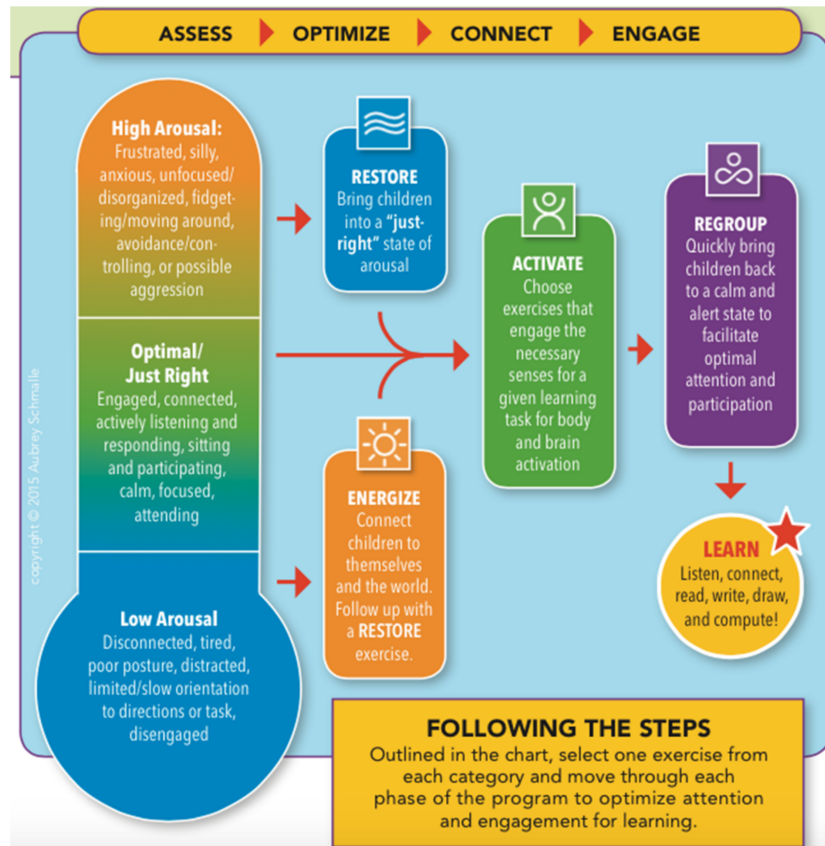 ASSESS OPTIMIZE CONNECT ENGAGE
High Arousal:
Frustrated, silly,
anxious, unfocused/
disorganized, fidget-
ing/moving around,
avoidance/con-
trolling, or possible
aggression
Optimal/
Just Right
Engaged, connected,
actively listening and
responding, sitting
and participating,
calm, focused,
attending
Low Arousal
Disconnected, tired,
poor posture, distracted,
limited/slow orientation
to directions or task,
disengaged
RESTORE
Bring children
into a “just-
right” state of
arousal
ENERGIZE
Connect
children to
themselves
and the world.
Follow up with
a RESTORE
exercise.
ACTIVATE
Choose
exercises that
engage the
necessary
senses for a
given learning
task for body
and brain
activation
REGROUP
Quickly bring
children back
to a calm and
alert state to
facilitate
optimal
attention and
participation
LEARN
Listen, connect,
read, write, draw,
and compute!
FOLLOWING THE STEPS
Outlined in the chart, select one exercise from
each category and move through each
phase of the program to optimize attention
and engagement for learning.
copyright © 2015 Aubrey Schmalle